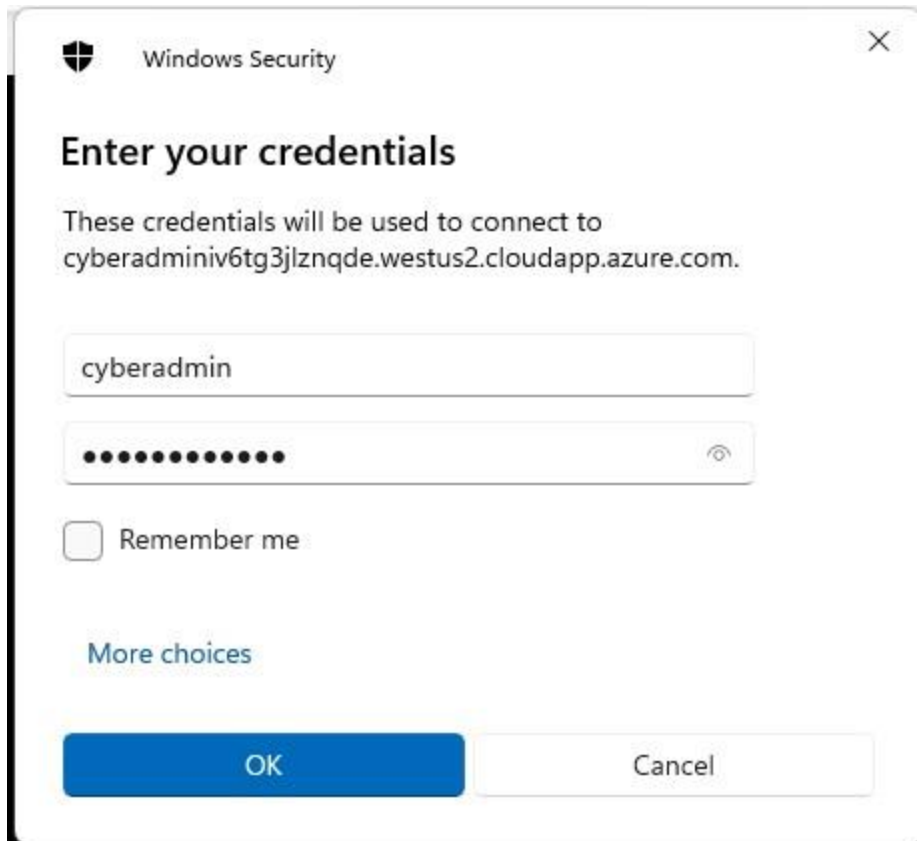 Windows Security
Enter your credentials
These credentials will be used to connect to
cyberadminiv6tg3jlznqde.westus2.cloudapp.azure.com.
cyberadmin
●●●●●●●●●●●●
Remember me
More choices
OK
Cancel